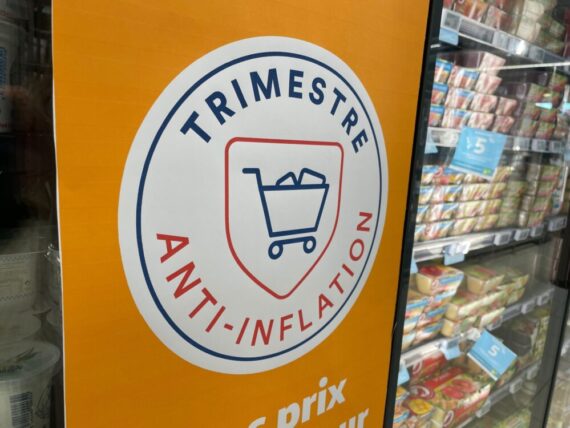 TRIMESTRE
ANTI-INFLATION
prix
5
5